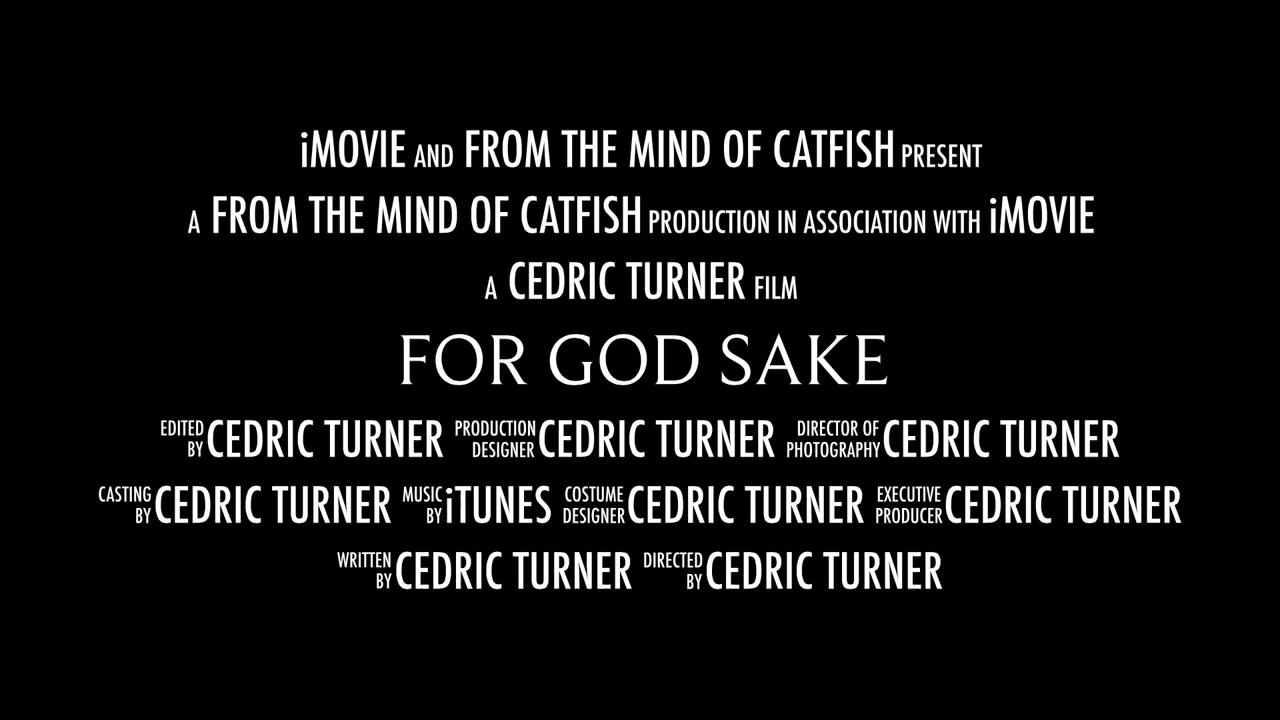 iMOVIE AND FROM THE MIND OF CATFISH PRESENT
A FROM THE MIND OF CATFISH PRODUCTION IN ASSOCIATION WITH iMOVIE
A CEDRIC TURNER FILM
FOR GOD SAKE
EDITED BY CEDRIC TURNER PRODUCTION DESIGNER CEDRIC TURNER DIRECTOR OF PHOTOGRAPHY CEDRIC TURNER
CASTING BY CEDRIC TURNER MUSIC BY iTUNES COSTUME DESIGNER CEDRIC TURNER EXECUTIVE PRODUCER CEDRIC TURNER
WRITTEN BY CEDRIC TURNER DIRECTED BY CEDRIC TURNER